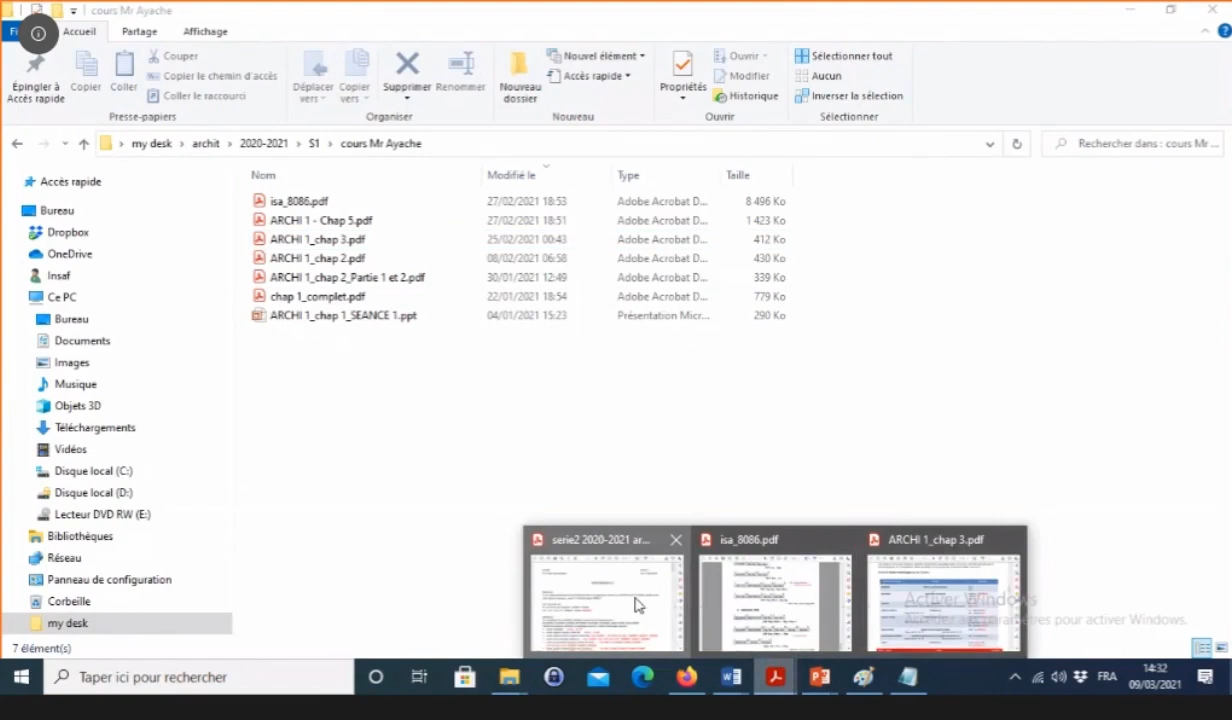 cours Mr Ayache
Fi Accueil Partage Affichage
Épingler à Accès rapide
Copier
Coller
Couper
Copier le chemin d'accès
Coller le raccourci
Presse-papiers
Déplacer vers
Copier vers
Supprimer
Renommer
Organiser
Nouveau dossier
Nouvel élément
Accès rapide
Nouveau
Propriétés
Ouvrir
Modifier
Historique
Ouvrir
Sélectionner tout
Aucun
Inverser la sélection
Sélectionner
my desk › archit › 2020-2021 › S1 › cours Mr Ayache
Rechercher dans : cours Mr ...
Nom Modifié le Type Taille
isa_8086.pdf 27/02/2021 18:53 Adobe Acrobat D... 8 496 Ko
ARCHI 1 - Chap 5.pdf 27/02/2021 18:51 Adobe Acrobat D... 1 423 Ko
ARCHI 1_chap 3.pdf 25/02/2021 00:43 Adobe Acrobat D... 412 Ko
ARCHI 1_chap 2.pdf 08/02/2021 06:58 Adobe Acrobat D... 430 Ko
ARCHI 1_chap 2_Partie 1 et 2.pdf 30/01/2021 12:49 Adobe Acrobat D... 339 Ko
chap 1_complet.pdf 22/01/2021 18:54 Adobe Acrobat D... 779 Ko
ARCHI 1_chap 1_SEANCE 1.ppt 04/01/2021 15:23 Présentation Micr... 290 Ko
Accès rapide
Bureau
Dropbox
OneDrive
Insaf
Ce PC
Bureau
Documents
Images
Musique
Objets 3D
Téléchargements
Vidéos
Disque local (C:)
Disque local (D:)
Lecteur DVD RW (E:)
Bibliothèques
Réseau
Panneau de configuration
Corbeille
my desk
serie2 2020-2021 ar...
isa_8086.pdf
ARCHI 1_chap 3.pdf
Activer Windows
paramètres pour activer Windows.
7 élément(s)
Taper ici pour rechercher
FRA
14:32
09/03/2021